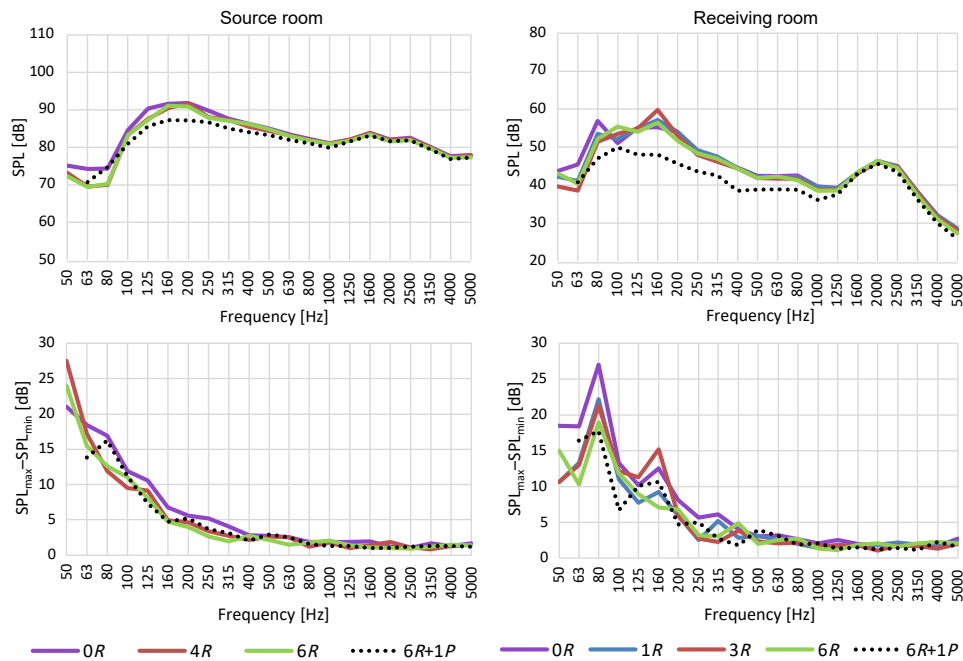 Source room
110
100
90
80
70
60
50
SPL [dB]
50 63 80 100 125 160 200 250 315 400 500 630 800 1000 1250 1600 2000 2500 3150 4000 5000
Frequency [Hz]
Receiving room
80
70
60
50
40
30
20
SPL [dB]
50 63 80 100 125 160 200 250 315 400 500 630 800 1000 1250 1600 2000 2500 3150 4000 5000
Frequency [Hz]
30
25
20
15
10
5
0
SPLmax–SPLmin [dB]
50 63 80 100 125 160 200 250 315 400 500 630 800 1000 1250 1600 2000 2500 3150 4000 5000
Frequency [Hz]
30
25
20
15
10
5
0
SPLmax–SPLmin [dB]
50 63 80 100 125 160 200 250 315 400 500 630 800 1000 1250 1600 2000 2500 3150 4000 5000
Frequency [Hz]
0R 4R 6R 6R+1P
0R 1R 3R 6R 6R+1P